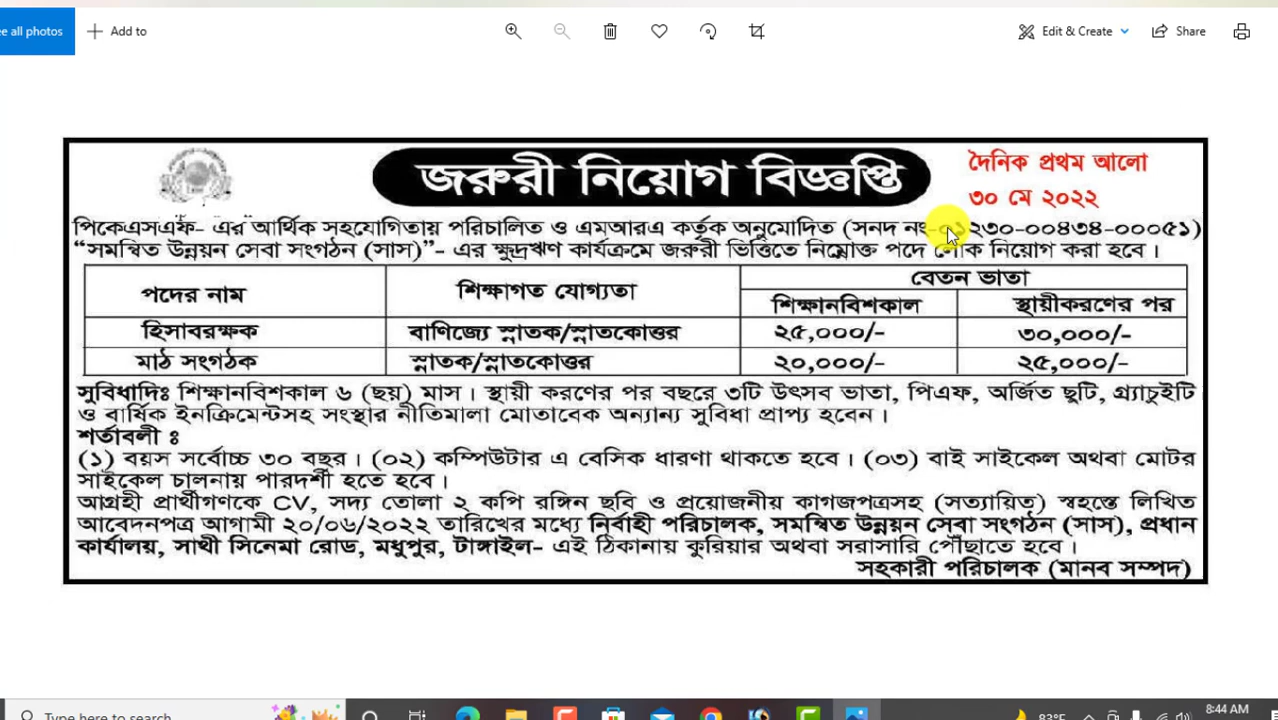 ee all photos
Add to
Edit & Create
Share
জরুরী নিয়োগ বিজ্ঞপ্তি
দৈনিক প্রথম আলো
৩০ মে ২০২২
পিকেএসএফ- এর আর্থিক সহযোগিতায় পরিচালিত ও এমআরএ কর্তৃক অনুমোদিত (সনদ নং-০১২৩০-০০৪৩৪-০০০৫১)
“সমন্বিত উন্নয়ন সেবা সংগঠন (সাস)”- এর ক্ষুদ্রঋণ কার্যক্রমে জরুরী ভিত্তিতে নিম্নোক্ত পদে লোক নিয়োগ করা হবে।
পদের নাম শিক্ষাগত যোগ্যতা বেতন ভাতা
শিক্ষানবিশকাল স্থায়ীকরণের পর
হিসাবরক্ষক বাণিজ্যে স্নাতক/স্নাতকোত্তর ২৫,০০০/- ৩০,০০০/-
মাঠ সংগঠক স্নাতক/স্নাতকোত্তর ২০,০০০/- ২৫,০০০/-
সুবিধাদিঃ শিক্ষানবিশকাল ৬ (ছয়) মাস। স্থায়ী করণের পর বছরে ৩টি উৎসব ভাতা, পিএফ, অর্জিত ছুটি, গ্র্যাচুইটি
ও বার্ষিক ইনক্রিমেন্টসহ সংস্থার নীতিমালা মোতাবেক অন্যান্য সুবিধা প্রাপ্য হবেন।
শর্তাবলী ঃ
(১) বয়স সর্বোচ্চ ৩০ বছর। (০২) কম্পিউটার এ বেসিক ধারণা থাকতে হবে। (০৩) বাই সাইকেল অথবা মোটর
সাইকেল চালনায় পারদর্শী হতে হবে।
আগ্রহী প্রার্থীগণকে CV, সদ্য তোলা ২ কপি রঙ্গিন ছবি ও প্রয়োজনীয় কাগজপত্রসহ (সত্যায়িত) স্বহস্তে লিখিত
আবেদনপত্র আগামী ২০/০৬/২০২২ তারিখের মধ্যে নির্বাহী পরিচালক, সমন্বিত উন্নয়ন সেবা সংগঠন (সাস), প্রধান
কার্যালয়, সাথী সিনেমা রোড, মধুপুর, টাঙ্গাইল- এই ঠিকানায় কুরিয়ার অথবা সরাসারি পৌঁছাতে হবে।
সহকারী পরিচালক (মানব সম্পদ)
Type here to search
83°F
8:44 AM